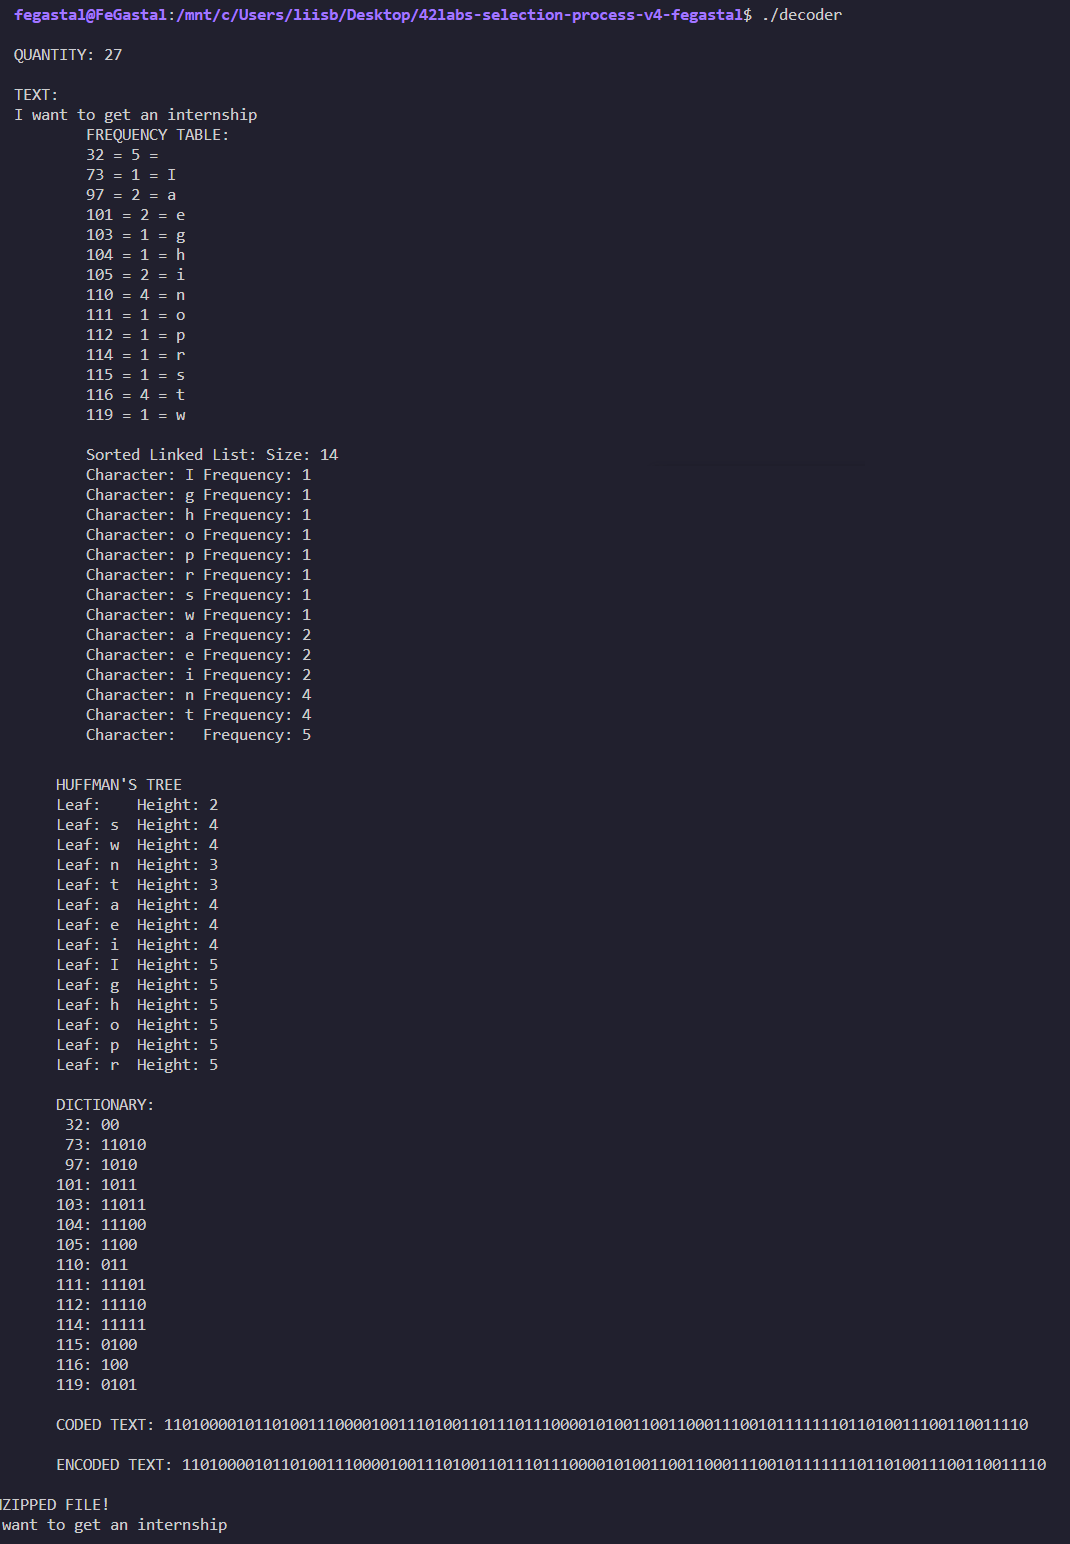 fegastal@FeGastal:/mnt/c/Users/liisb/Desktop/42labs-selection-process-v4-fegastal$ ./decoder
QUANTITY: 27
TEXT:
I want to get an internship
FREQUENCY TABLE:
32 = 5 =
73 = 1 = I
97 = 2 = a
101 = 2 = e
103 = 1 = g
104 = 1 = h
105 = 2 = i
110 = 4 = n
111 = 1 = o
112 = 1 = p
114 = 1 = r
115 = 1 = s
116 = 4 = t
119 = 1 = w
Sorted Linked List: Size: 14
Character: I Frequency: 1
Character: g Frequency: 1
Character: h Frequency: 1
Character: o Frequency: 1
Character: p Frequency: 1
Character: r Frequency: 1
Character: s Frequency: 1
Character: w Frequency: 1
Character: a Frequency: 2
Character: e Frequency: 2
Character: i Frequency: 2
Character: n Frequency: 4
Character: t Frequency: 4
Character:   Frequency: 5
HUFFMAN'S TREE
Leaf:    Height: 2
Leaf: s  Height: 4
Leaf: w  Height: 4
Leaf: n  Height: 3
Leaf: t  Height: 3
Leaf: a  Height: 4
Leaf: e  Height: 4
Leaf: i  Height: 4
Leaf: I  Height: 5
Leaf: g  Height: 5
Leaf: h  Height: 5
Leaf: o  Height: 5
Leaf: p  Height: 5
Leaf: r  Height: 5
DICTIONARY:
32: 00
73: 11010
97: 1010
101: 1011
103: 11011
104: 11100
105: 1100
110: 011
111: 11101
112: 11110
114: 11111
115: 0100
116: 100
119: 0101
CODED TEXT: 110100001011010011100001001110100110111011100001010011001100011100101111111011010011100110011110
ENCODED TEXT: 110100001011010011100001001110100110111011100001010011001100011100101111111011010011100110011110
NZIPPED FILE!
want to get an internship